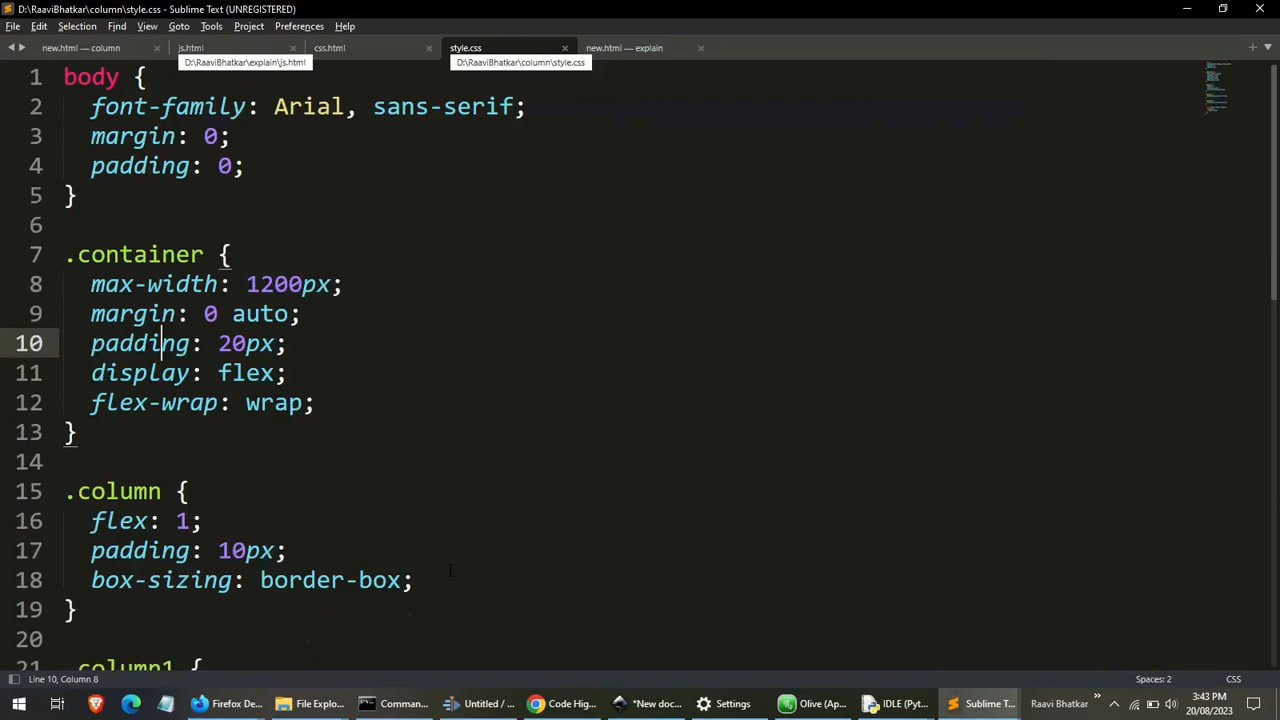 D:\RaaviBhatkar\column\style.css - Sublime Text (UNREGISTERED)
File Edit Selection Find View Goto Tools Project Preferences Help
new.html — column js.html css.html style.css new.html — explain
D:\RaaviBhatkar\explain\js.html D:\RaaviBhatkar\column\style.css
1 body {
2 font-family: Arial, sans-serif;
3 margin: 0;
4 padding: 0;
5 }
6
7 .container {
8 max-width: 1200px;
9 margin: 0 auto;
10 padding: 20px;
11 display: flex;
12 flex-wrap: wrap;
13 }
14
15 .column {
16 flex: 1;
17 padding: 10px;
18 box-sizing: border-box;
19 }
20
21 .column1 {
Line 10, Column 8 Spaces: 2 CSS
Firefox De... File Explo... Comman... Untitled / ... Code Hig... *New doc... Settings Olive (Ap... IDLE (Pyt... Sublime T... Raavi Bhatkar 3:43 PM
20/08/2023